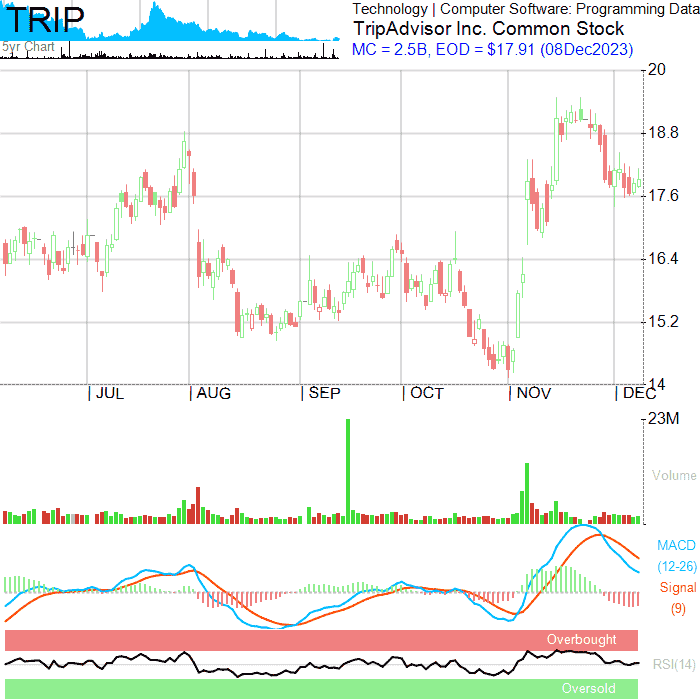 TRIP
5yr Chart
Technology | Computer Software: Programming Data
TripAdvisor Inc. Common Stock
MC = 2.5B, EOD = $17.91 (08Dec2023)
20
18.8
17.6
16.4
15.2
14
| JUL | AUG | SEP | OCT | NOV | DEC
23M
Volume
MACD
(12-26)
Signal
(9)
Overbought
RSI(14)
Oversold